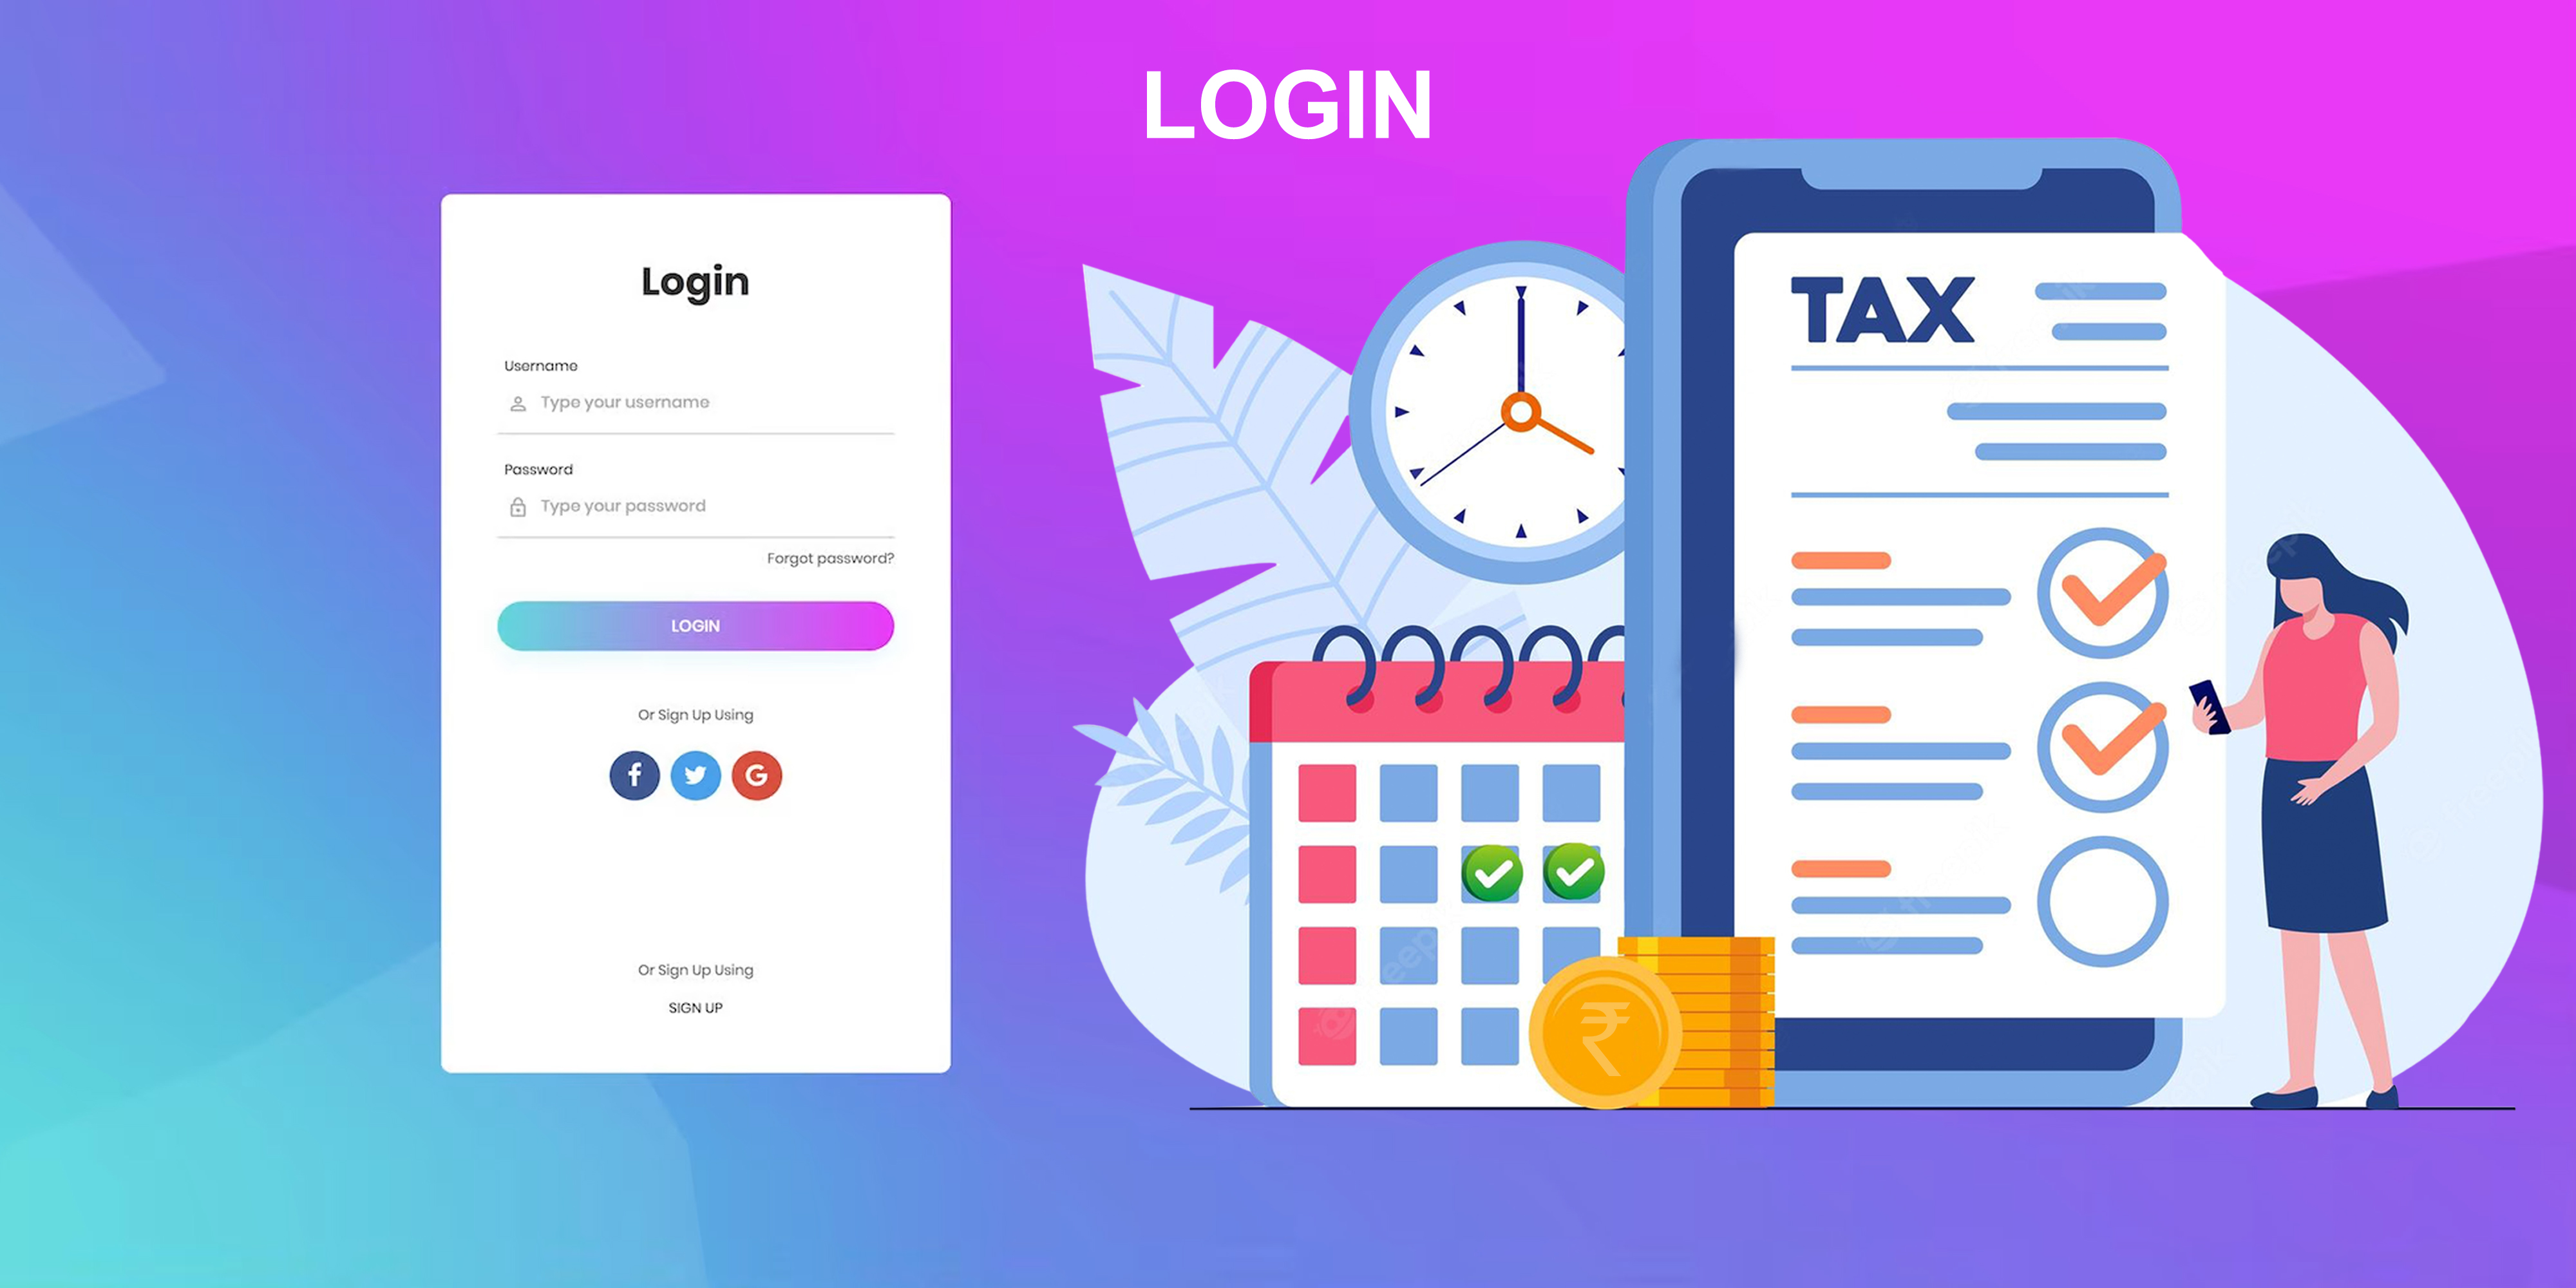 LOGIN
Login
Username
Type your username
Password
Type your password
Forgot password?
LOGIN
Or Sign Up Using
f
G
Or Sign Up Using
SIGN UP
TAX
₹